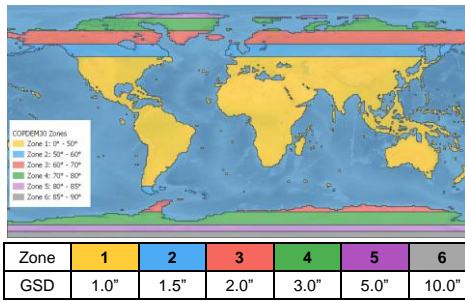 COPDEM30 Zones
Zone 1: 0° - 50°
Zone 2: 50° - 60°
Zone 3: 60° - 70°
Zone 4: 70° - 80°
Zone 5: 80° - 85°
Zone 6: 85° - 90°
Zone 1 2 3 4 5 6
GSD 1.0” 1.5” 2.0” 3.0” 5.0” 10.0”